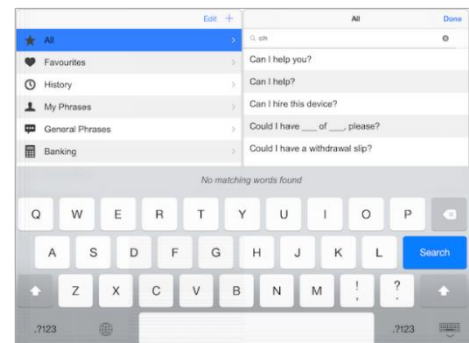 Edit +
All
Favourites
History
My Phrases
General Phrases
Banking
All Done
cih
Can I help you?
Can I help?
Can I hire this device?
Could I have ___ of ___, please?
Could I have a withdrawal slip?
No matching words found
Q W E R T Y U I O P
A S D F G H J K L Search
Z X C V B N M ! , ? .
.?123 .?123